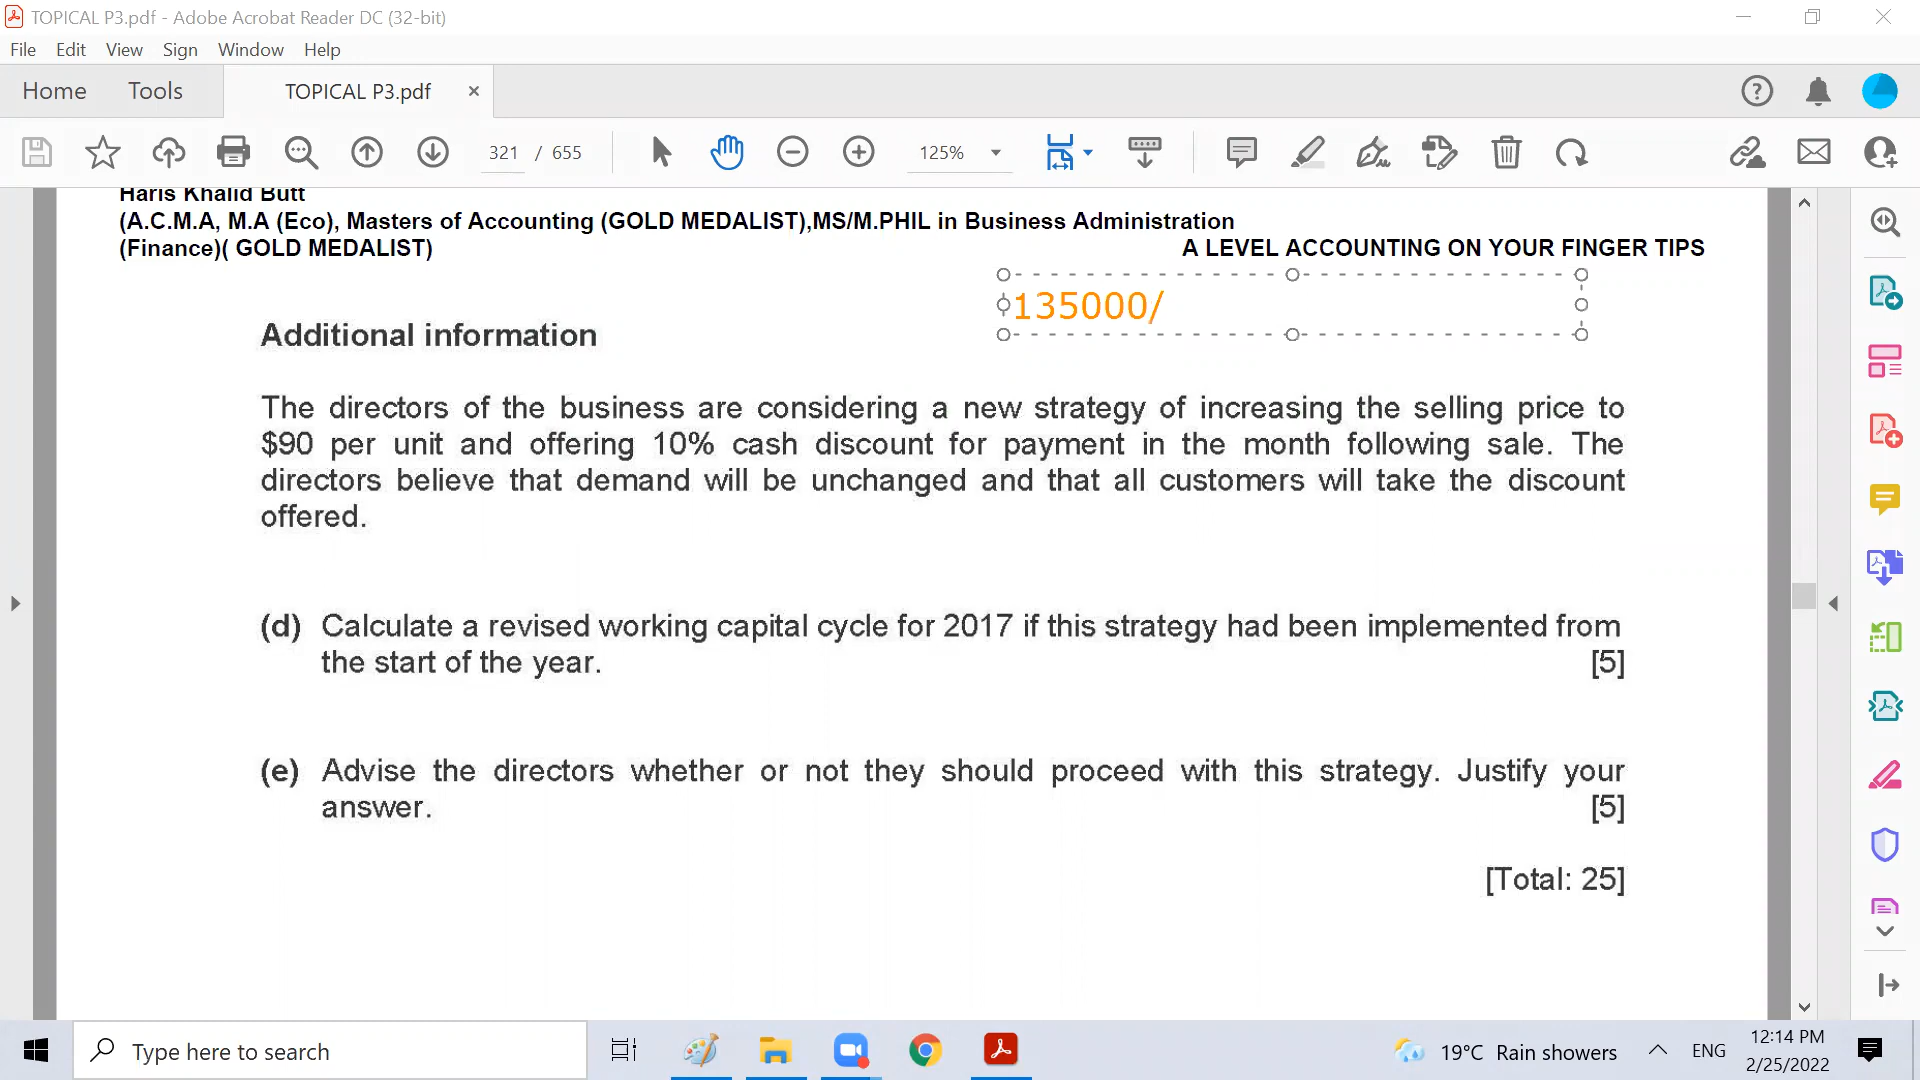 TOPICAL P3.pdf - Adobe Acrobat Reader DC (32-bit)
File Edit View Sign Window Help
Home Tools TOPICAL P3.pdf ×
321 / 655 125%
Haris Khalid Butt
(A.C.M.A, M.A (Eco), Masters of Accounting (GOLD MEDALIST),MS/M.PHIL in Business Administration
(Finance)( GOLD MEDALIST) A LEVEL ACCOUNTING ON YOUR FINGER TIPS
135000/
Additional information
The directors of the business are considering a new strategy of increasing the selling price to
$90 per unit and offering 10% cash discount for payment in the month following sale. The
directors believe that demand will be unchanged and that all customers will take the discount
offered.
(d) Calculate a revised working capital cycle for 2017 if this strategy had been implemented from
the start of the year. [5]
(e) Advise the directors whether or not they should proceed with this strategy. Justify your
answer. [5]
[Total: 25]
Type here to search
19°C Rain showers ENG
12:14 PM
2/25/2022